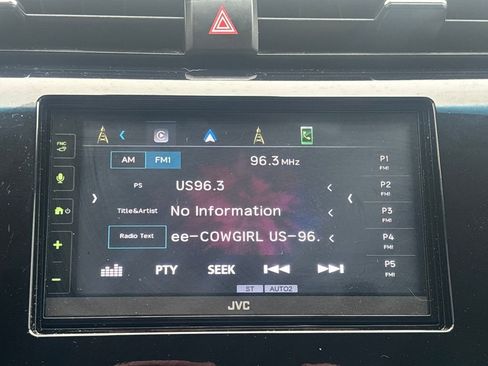 FNC
AM FM1 96.3 MHz
PS US96.3
Title&Artist No Information
Radio Text ee-COWGIRL US-96.
PTY SEEK
ST AUTO2
P1
FM1
P2
FM1
P3
FM1
P4
FM1
P5
FM1
JVC